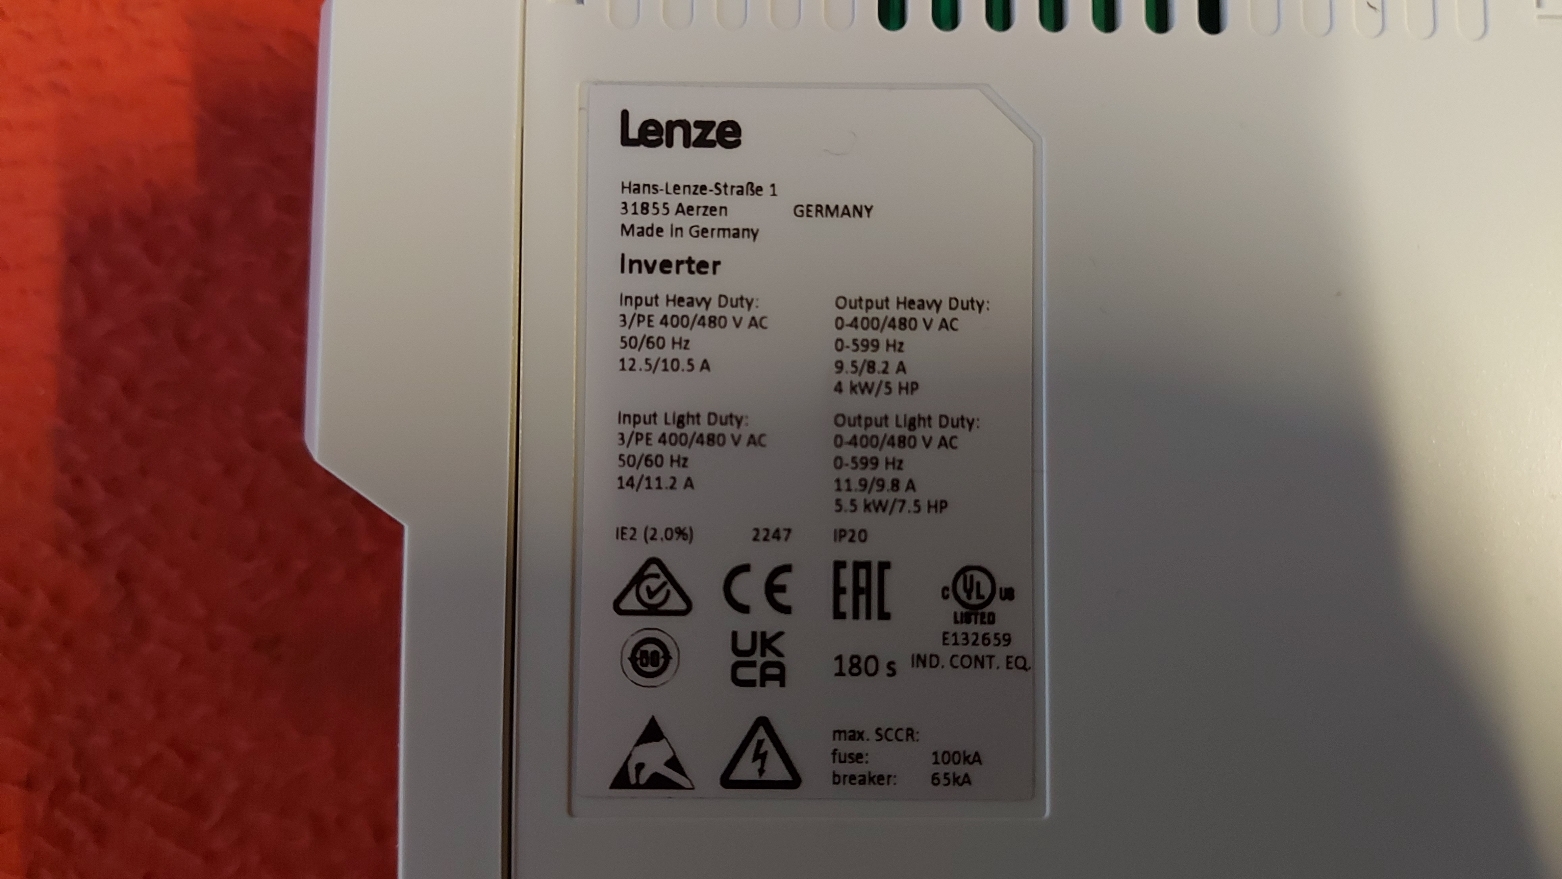 Lenze
Hans-Lenze-Straße 1
31855 Aerzen GERMANY
Made in Germany
Inverter
Input Heavy Duty:
3/PE 400/480 V AC
50/60 Hz
12.5/10.5 A
Output Heavy Duty:
0-400/480 V AC
0-599 Hz
9.5/8.2 A
4 kW/5 HP
Input Light Duty:
3/PE 400/480 V AC
50/60 Hz
14/11.2 A
Output Light Duty:
0-400/480 V AC
0-599 Hz
11.9/9.8 A
5.5 kW/7.5 HP
IE2 (2.0%) 2247 IP20
CE EAC C UL US
LISTED
E132659
IND. CONT. EQ.
UK
CA
180 s
max. SCCR:
fuse: 100kA
breaker: 65kA